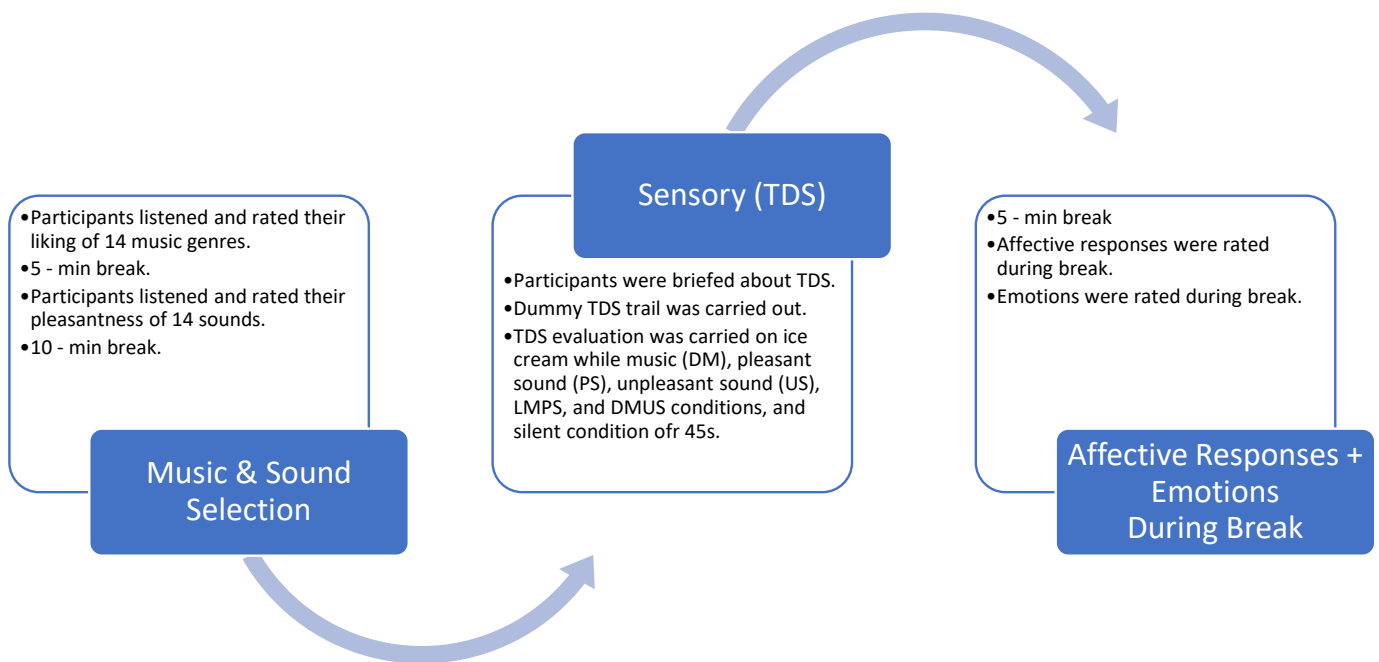 •Participants listened and rated their
liking of 14 music genres.
•5 - min break.
•Participants listened and rated their
pleasantness of 14 sounds.
•10 - min break.
Music & Sound
Selection
Sensory (TDS)
•Participants were briefed about TDS.
•Dummy TDS trail was carried out.
•TDS evaluation was carried on ice
cream while music (DM), pleasant
sound (PS), unpleasant sound (US),
LMPS, and DMUS conditions, and
silent condition ofr 45s.
•5 - min break
•Affective responses were rated
during break.
•Emotions were rated during break.
Affective Responses +
Emotions
During Break